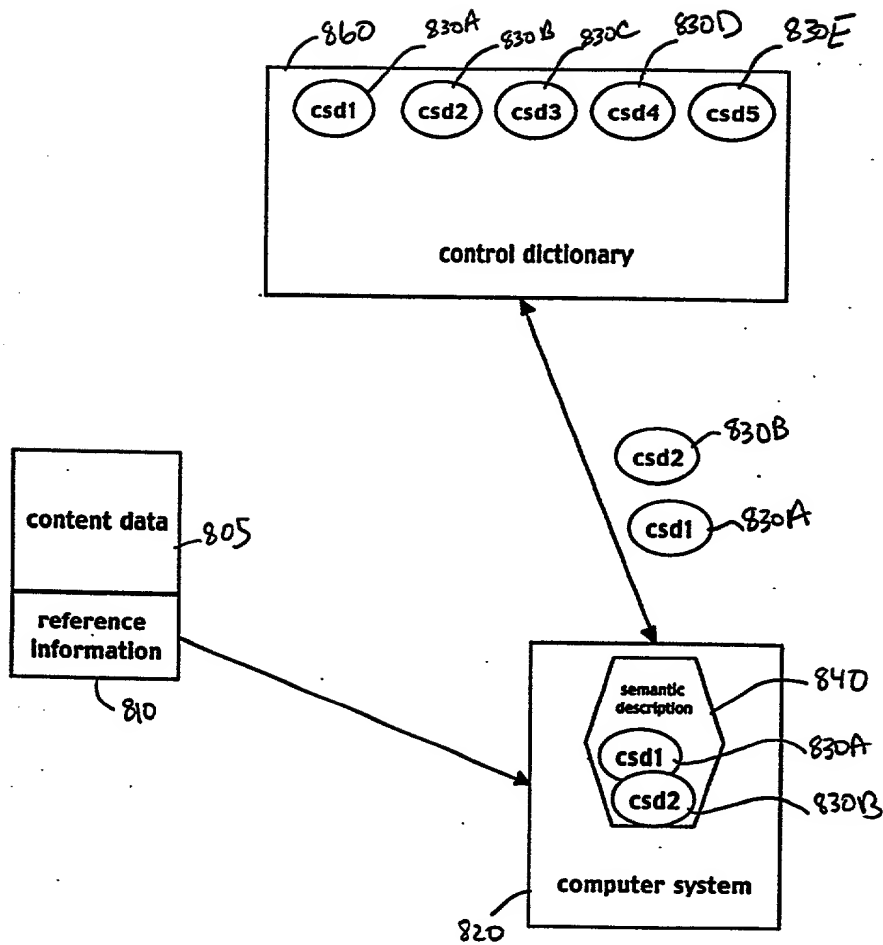 860 830A 830B 830C 830D 830E
csd1 csd2 csd3 csd4 csd5
control dictionary
csd2 830B
csd1 830A
content data
805
reference
information
810
semantic
description
840
csd1 830A
csd2 830B
computer system
820